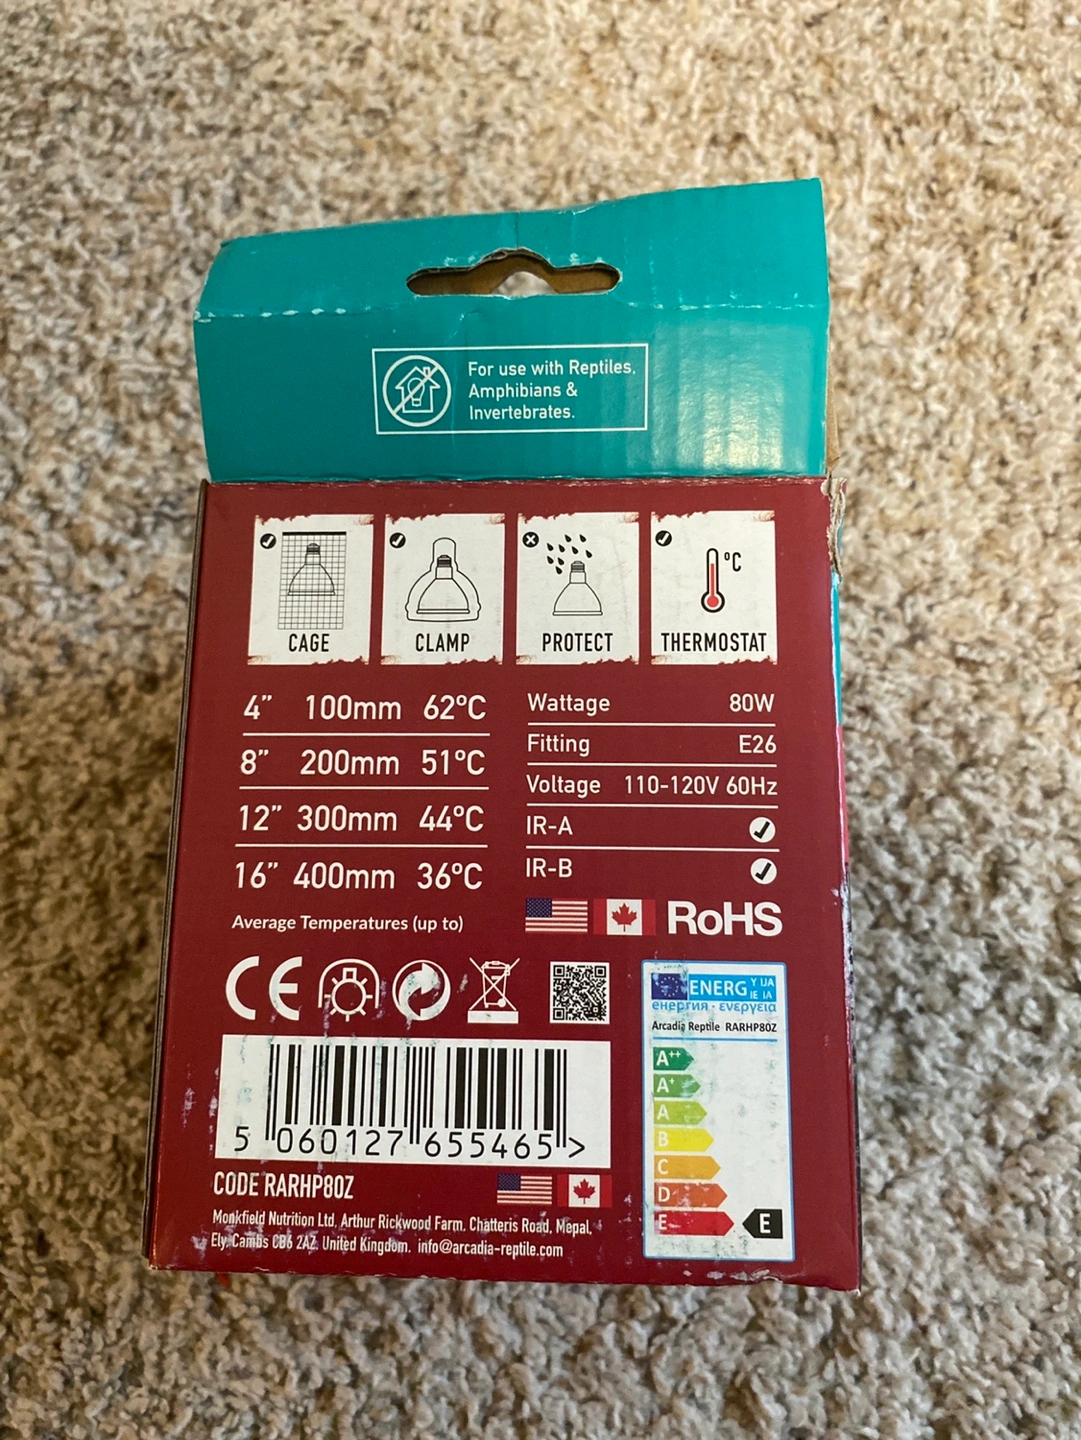 For use with Reptiles,
Amphibians &
Invertebrates.
CAGE
CLAMP
PROTECT
°C
THERMOSTAT
4” 100mm 62°C
8” 200mm 51°C
12” 300mm 44°C
16” 400mm 36°C
Average Temperatures (up to)
Wattage 80W
Fitting E26
Voltage 110-120V 60Hz
IR-A
IR-B
RoHS
CE
ENERG Y UA
IE IA
енергия · ενεργεια
Arcadia Reptile RARHP80Z
A++
A+
A
B
C
D
E
E
5 060127 655465 >
CODE RARHP80Z
Monkfield Nutrition Ltd, Arthur Rickwood Farm, Chatteris Road, Mepal,
Ely, Cambs CB6 2AZ. United Kingdom. info@arcadia-reptile.com